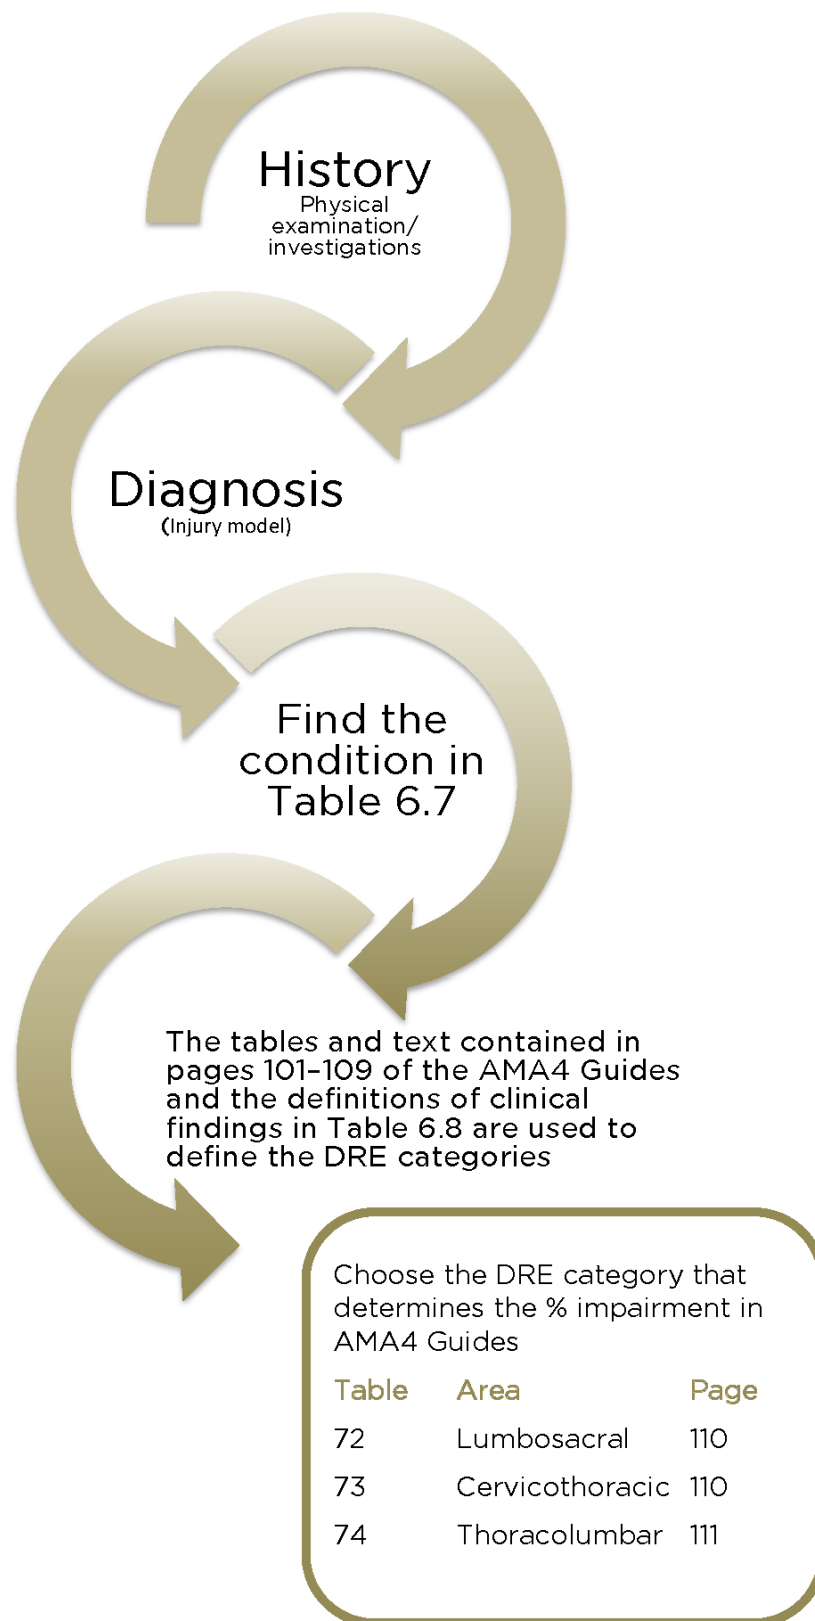 History
Physical
examination/
investigations
Diagnosis
(Injury model)
Find the
condition in
Table 6.7
The tables and text contained in
pages 101–109 of the AMA4 Guides
and the definitions of clinical
findings in Table 6.8 are used to
define the DRE categories
Choose the DRE category that
determines the % impairment in
AMA4 Guides
Table Area Page
72 Lumbosacral 110
73 Cervicothoracic 110
74 Thoracolumbar 111